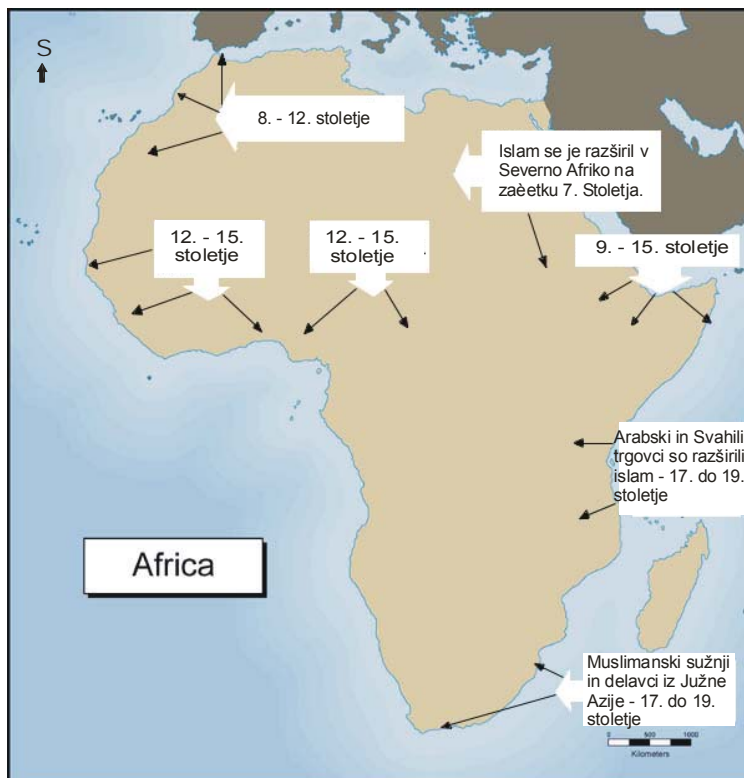 S
8. - 12. stoletje
Islam se je razširil v
Severno Afriko na
zaèetku 7. Stoletja.
12. - 15.
stoletje
12. - 15.
stoletje
9. - 15. stoletje
Arabski in Svahili
trgovci so razširili
islam - 17. do 19.
stoletje
Africa
Muslimanski sužnji
in delavci iz Južne
Azije - 17. do 19.
stoletje
0 500 1000
Kilometers